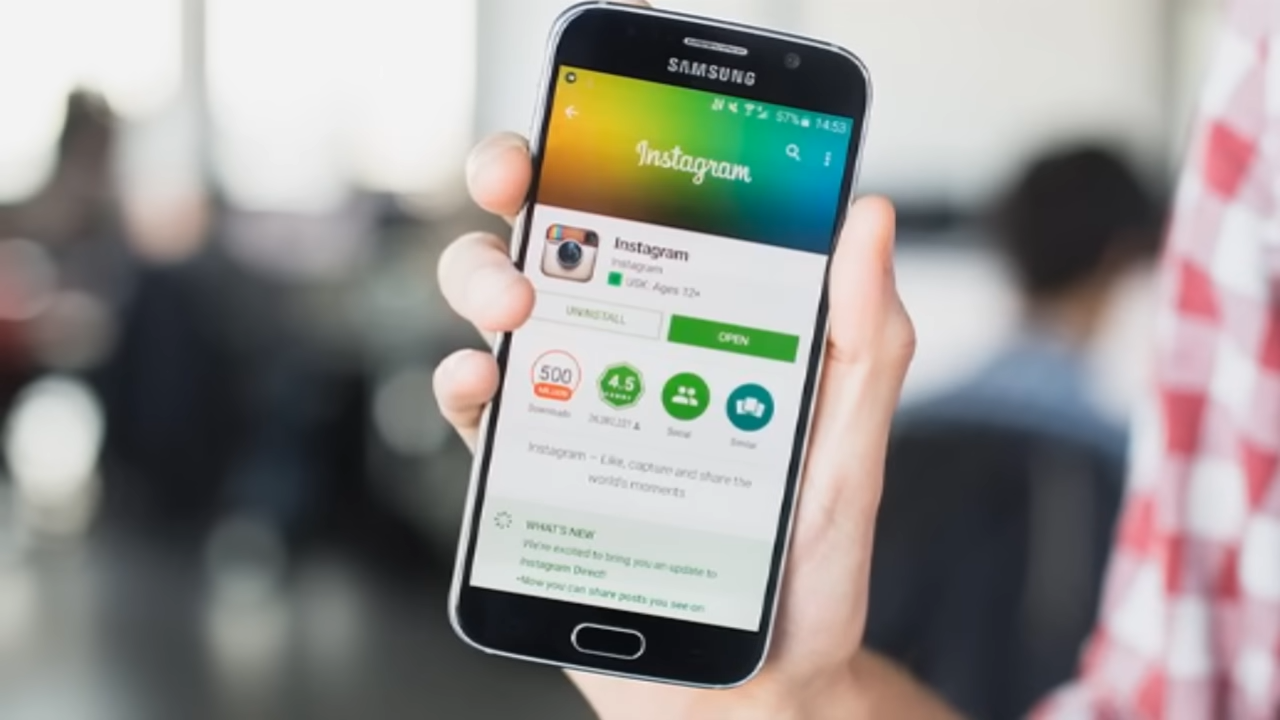 SAMSUNG
57% 14:53
Instagram
Instagram
Instagram
USK: Ages 12+
UNINSTALL
OPEN
500
MILLION
4.5
Downloads
Social
Similar
Instagram – Like, capture and share the
world's moments
WHAT'S NEW
We're excited to bring you an update to
Instagram Direct!
•Now you can share posts you see on